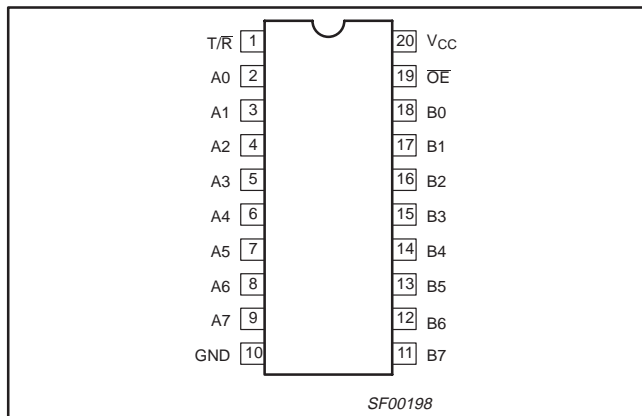 T/R̅ 1 20 VCC
A0 2 19 O̅E̅
A1 3 18 B0
A2 4 17 B1
A3 5 16 B2
A4 6 15 B3
A5 7 14 B4
A6 8 13 B5
A7 9 12 B6
GND 10 11 B7
SF00198